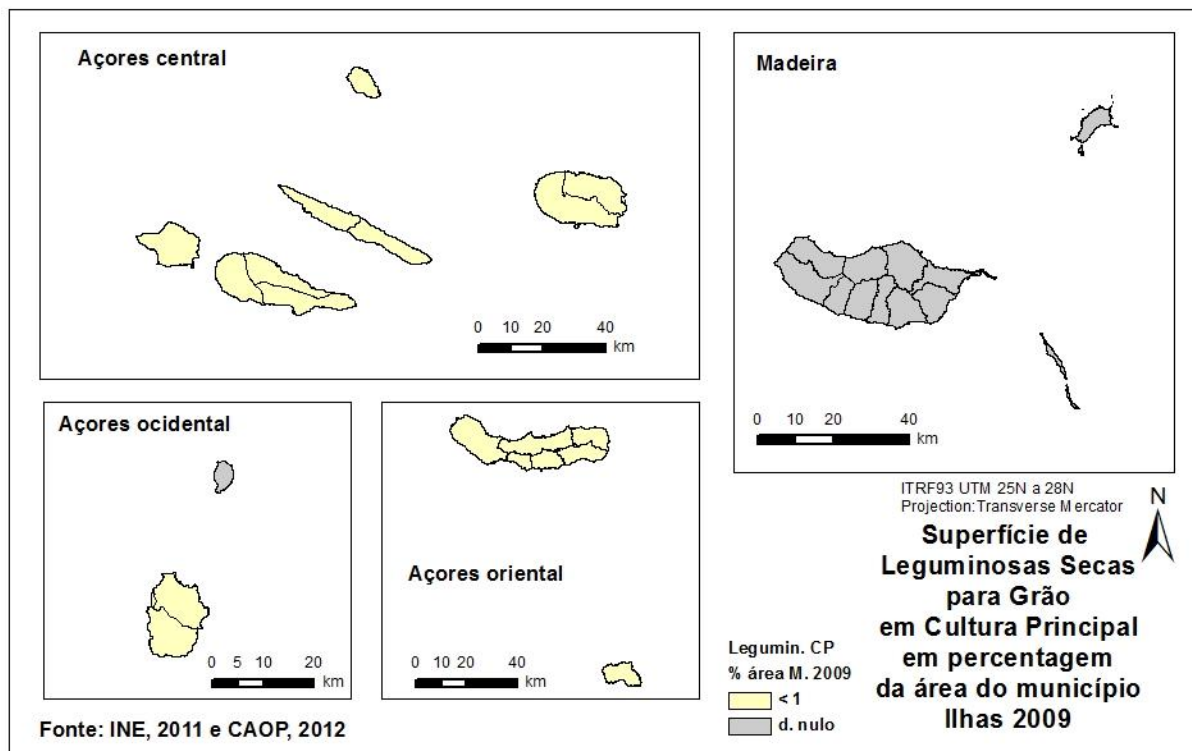 Açores central
0 10 20 40
km
Madeira
0 10 20 40
km
Açores ocidental
0 5 10 20
km
Açores oriental
0 10 20 40
km
ITRF93 UTM 25N a 28N
Projection:Transverse Mercator
N
Superfície de
Leguminosas Secas
para Grão
em Cultura Principal
em percentagem
da área do município
Ilhas 2009
Legumin. CP
% área M. 2009
< 1
d. nulo
Fonte: INE, 2011 e CAOP, 2012